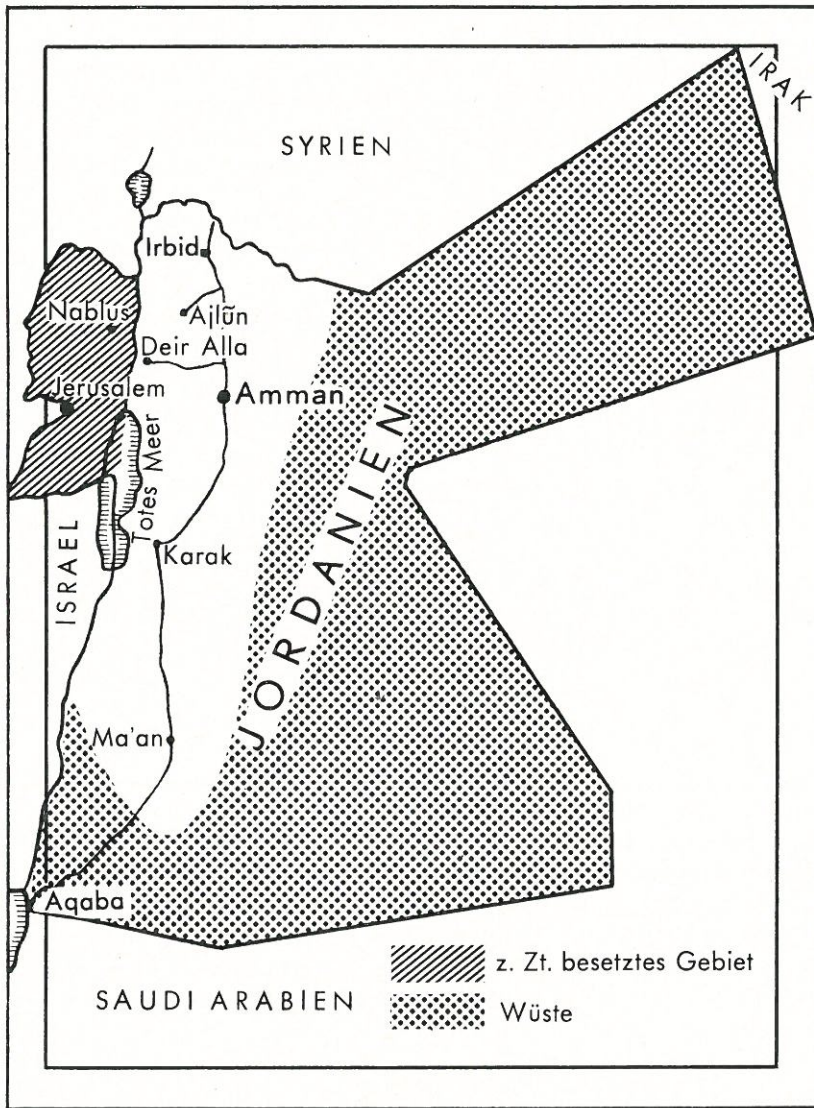 IRAK
SYRIEN
Irbid
Nablus
Ajlūn
Deir Alla
Jerusalem
Amman
Totes Meer
JORDANIEN
ISRAEL
Karak
Ma'an
Aqaba
z. Zt. besetztes Gebiet
SAUDI ARABIEN
Wüste